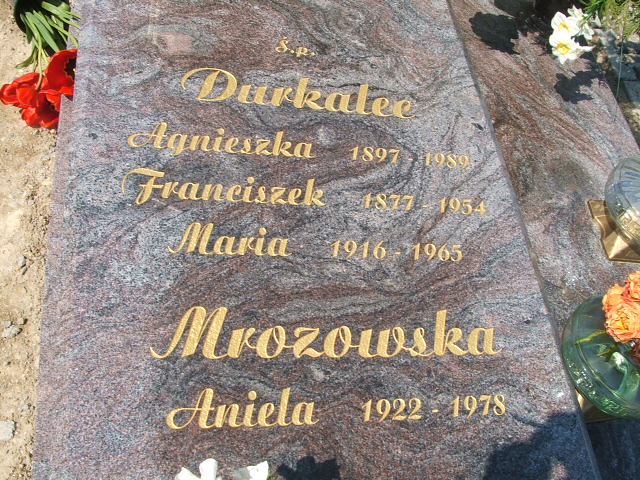 Ś.p.
Durkalec
Agnieszka 1897 - 1989
Franciszek 1877 - 1954
Maria 1916 - 1965
Mrozowska
Aniela 1922 - 1978